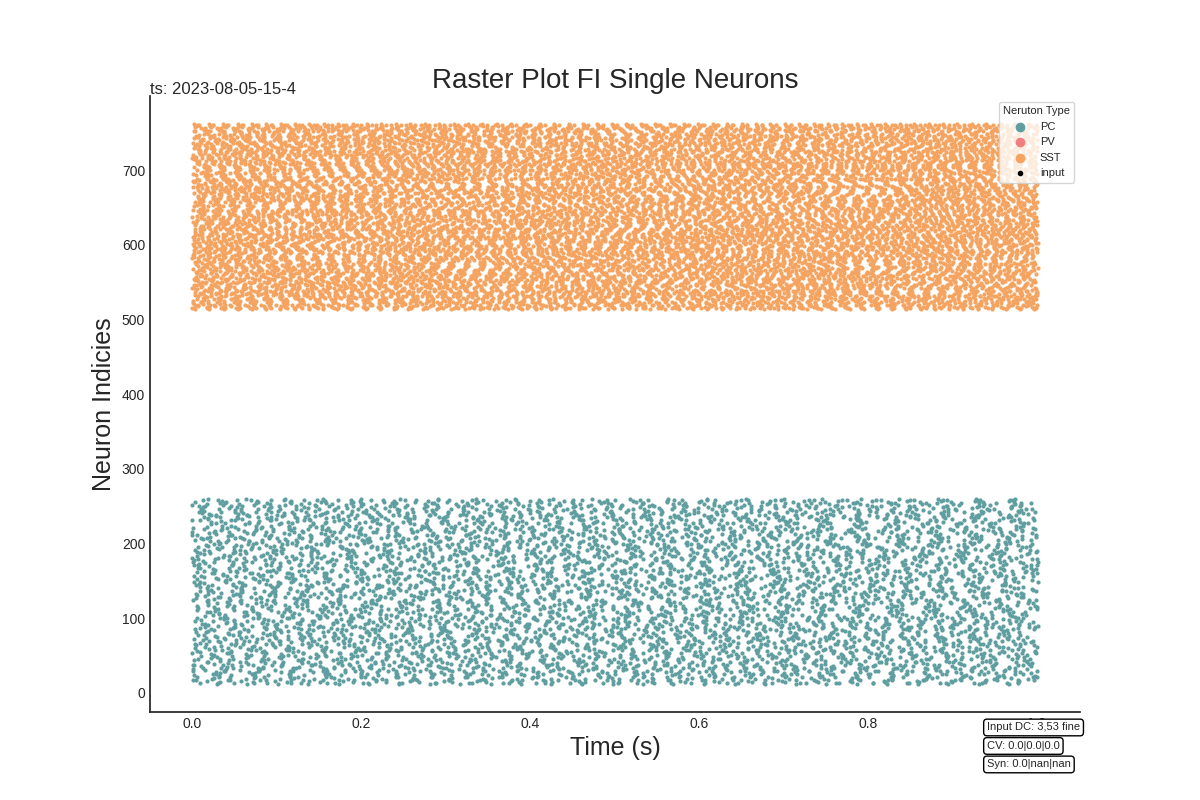 Raster Plot FI Single Neurons
ts: 2023-08-05-15-4
Neruton Type
PC
PV
SST
input
Neuron Indicies
700
600
500
400
300
200
100
0
0.0 0.2 0.4 0.6 0.8
Time (s)
Input DC: 3,53 fine
CV: 0.0|0.0|0.0
Syn: 0.0|nan|nan